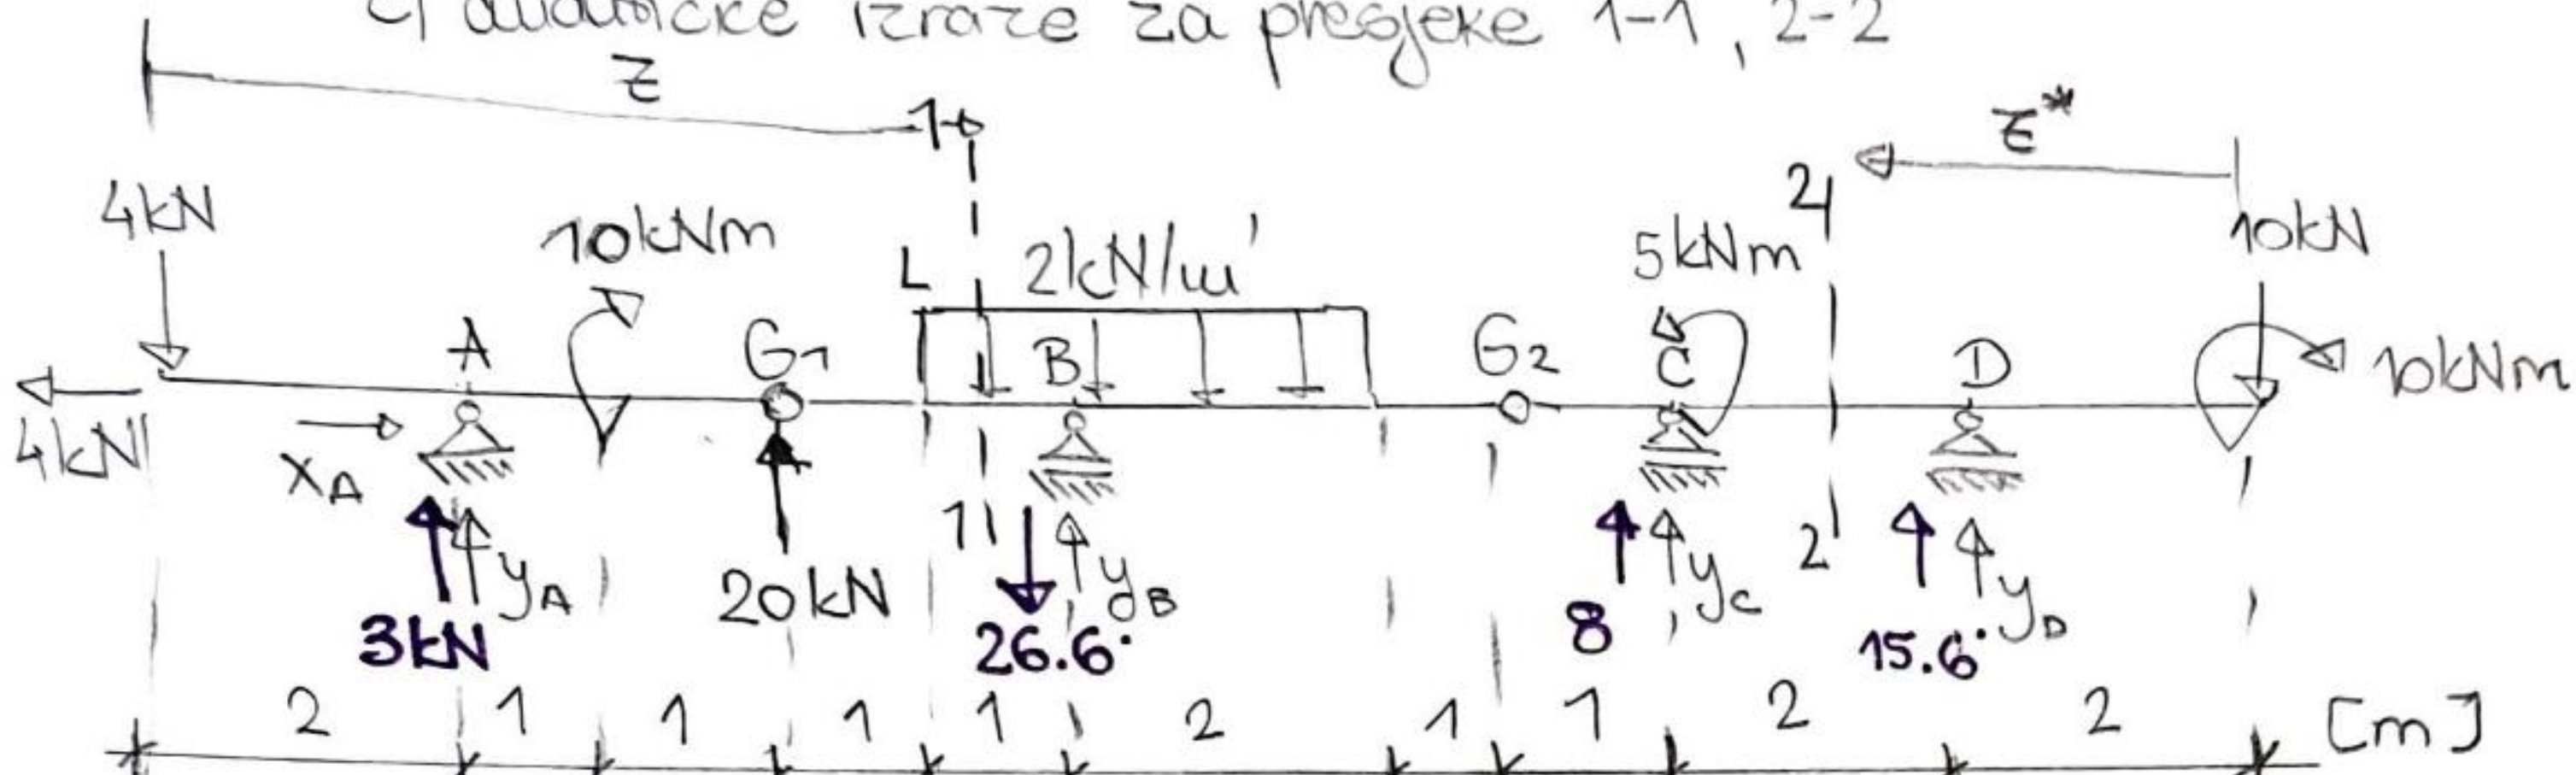 c) analitičke izraze za presjeke 1-1, 2-2
z
1
z*
2
4kN
10kNm
L
2kN/m'
5kNm
10kN
A
G1
B
G2
C
D
10kNm
4kN
XA
1
2
yA
20kN
yB
yC
yD
3kN
26.6˙
8
15.6˙
2 1 1 1 1 2 1 1 2 2 [m]